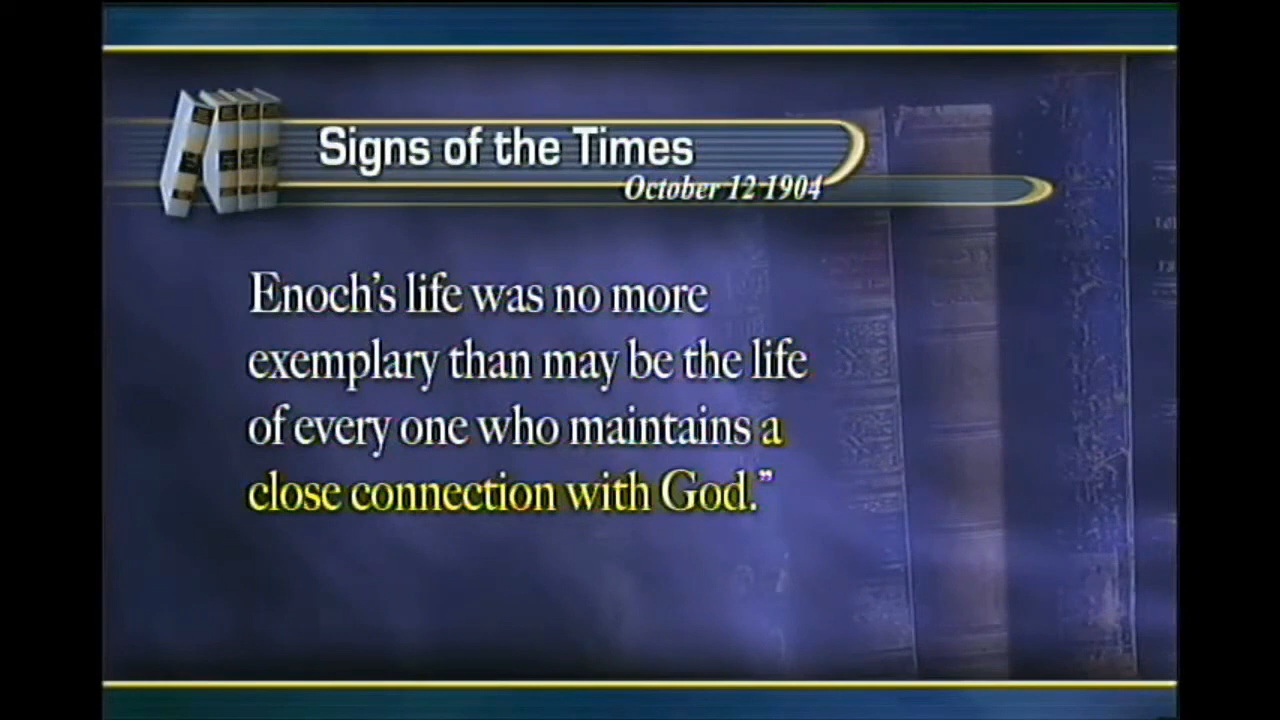 Signs of the Times
October 12 1904
Enoch's life was no more
exemplary than may be the life
of every one who maintains a
close connection with God.”